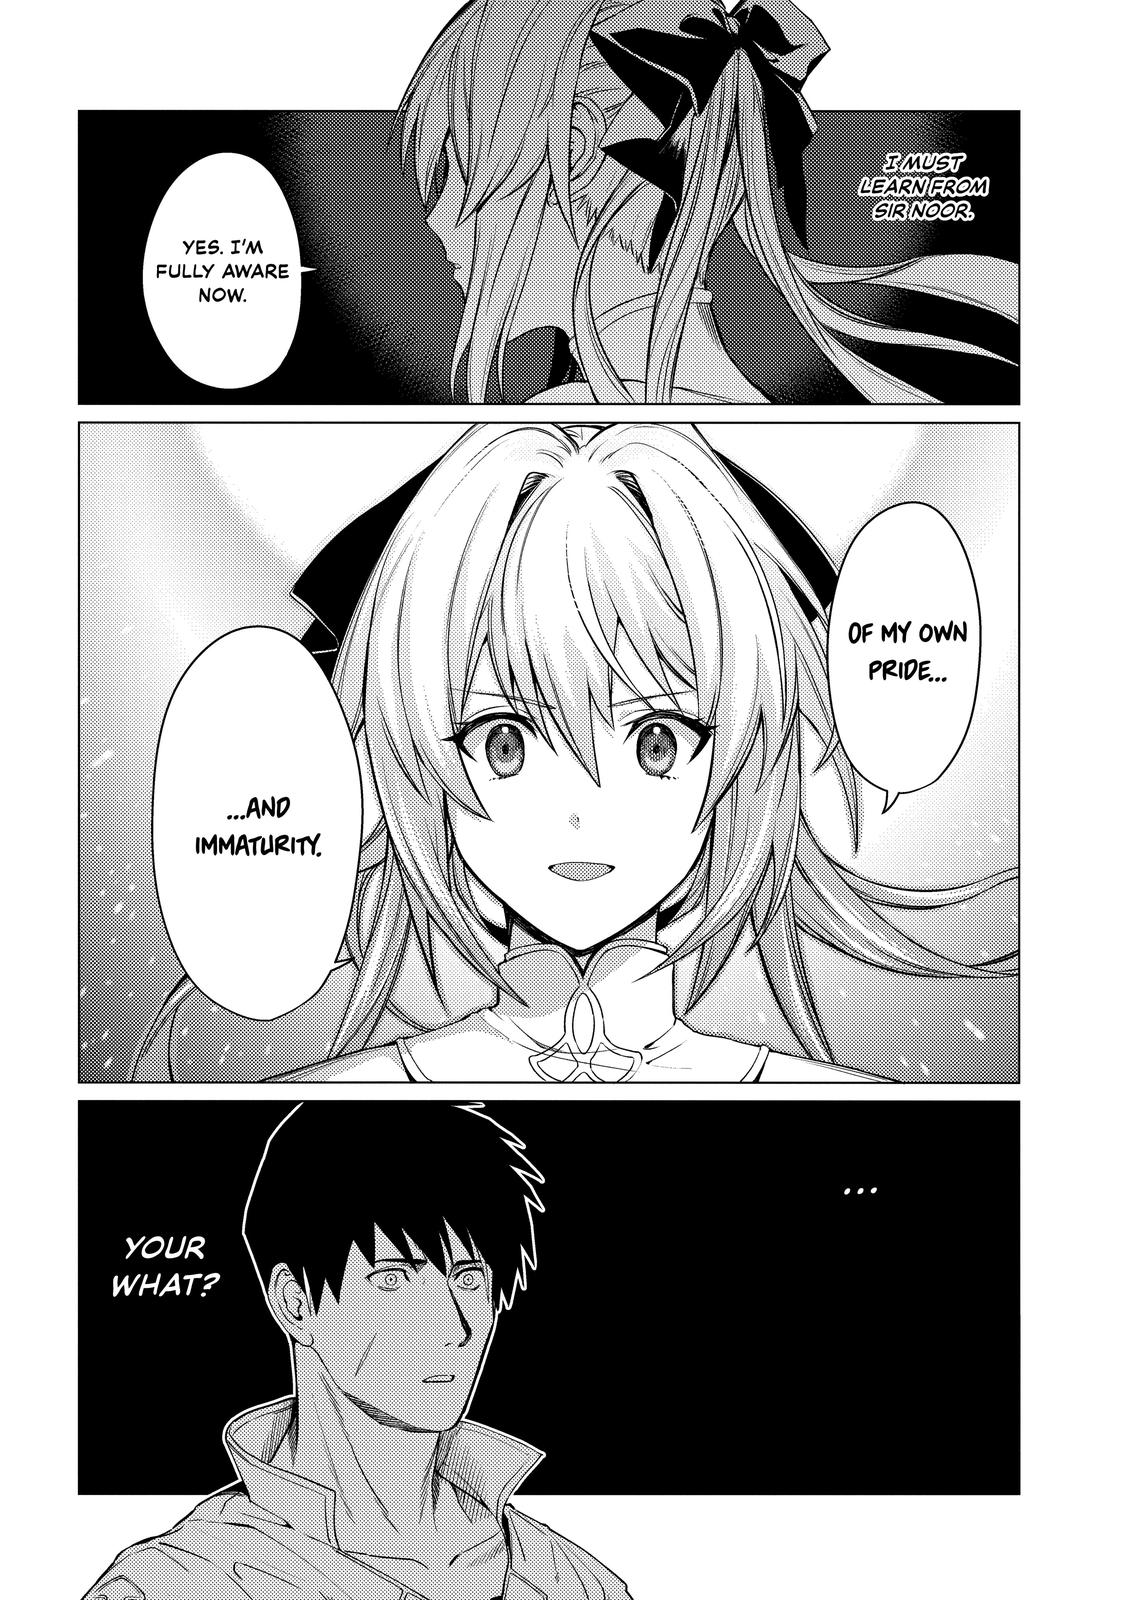 I MUST
LEARN FROM
SIR NOOR.
YES. I'M
FULLY AWARE
NOW.
OF MY OWN
PRIDE...
...AND
IMMATURITY.
...
YOUR
WHAT?